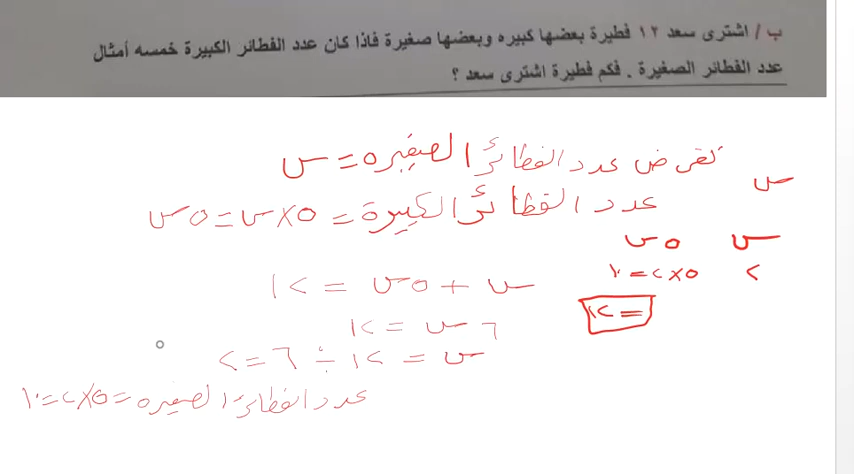 ب / اشترى سعد ١٢ فطيرة بعضها كبيره وبعضها صغيرة فاذا كان عدد الفطائر الكبيرة خمسه أمثال
عدد الفطائر الصغيرة . فكم فطيرة اشترى سعد ؟
نفرض عدد الفطائر الصغيره = س
عدد الفطائر الكبيرة = ٥×س = ٥س
س + ٥س = ١٢
٦س = ١٢
س = ١٢ ÷ ٦ = ٢
عدد الفطائر الصغيره = ٥×٢ = ١٠
س
س ٥س
٢ ٥×٢ = ١٠
= ١٢